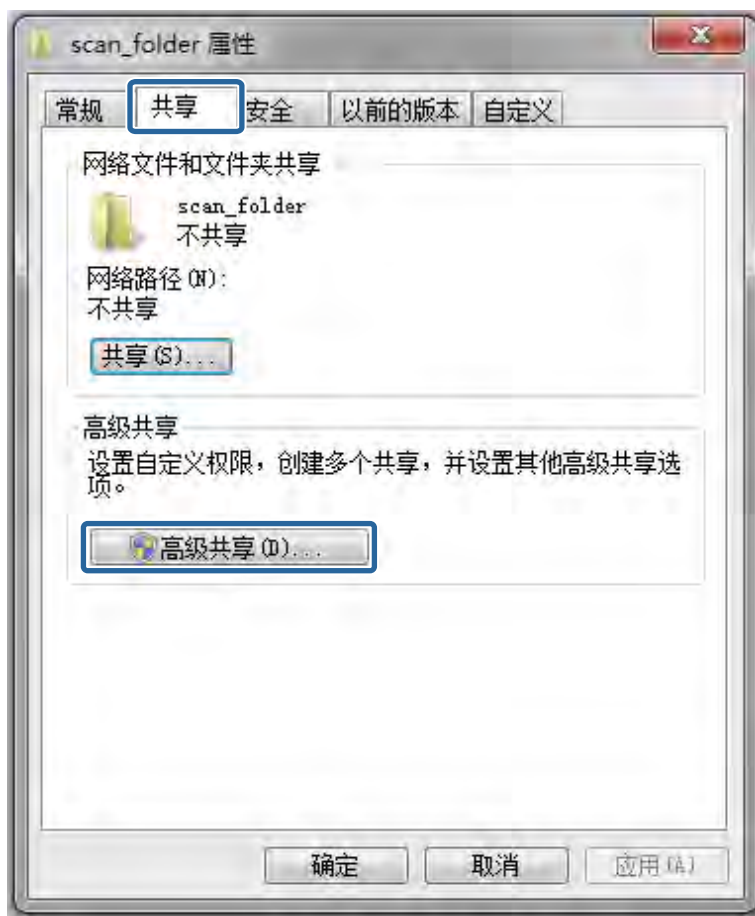 scan_folder 属性
常规 共享 安全 以前的版本 自定义
网络文件和文件夹共享
scan_folder
不共享
网络路径(N):
不共享
共享(S)...
高级共享
设置自定义权限，创建多个共享，并设置其他高级共享选
项。
高级共享(D)...
确定 取消 应用(A)